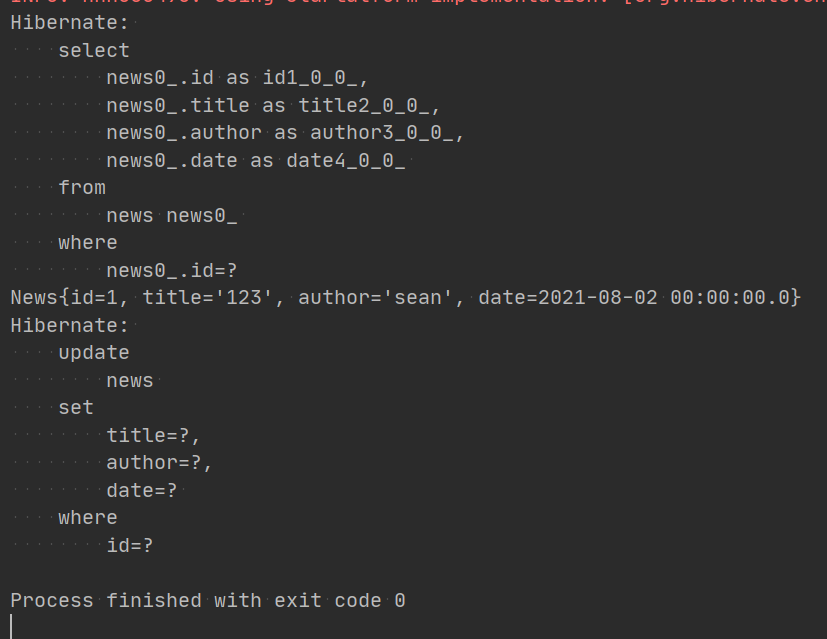 Hibernate:
    select
        news0_.id as id1_0_0_,
        news0_.title as title2_0_0_,
        news0_.author as author3_0_0_,
        news0_.date as date4_0_0_
    from
        news news0_
    where
        news0_.id=?
News{id=1, title='123', author='sean', date=2021-08-02 00:00:00.0}
Hibernate:
    update
        news
    set
        title=?,
        author=?,
        date=?
    where
        id=?

Process finished with exit code 0